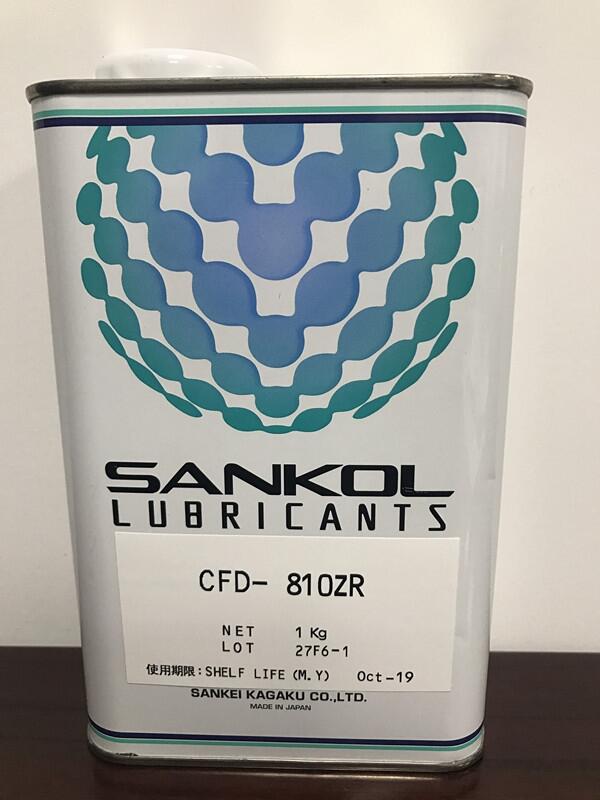 SANKOL
LUBRICANTS
CFD- 810ZR
NET 1 Kg
LOT 27F6-1
使用期限:SHELF LIFE (M.Y) Oct-19
SANKEI KAGAKU CO.,LTD.
MADE IN JAPAN